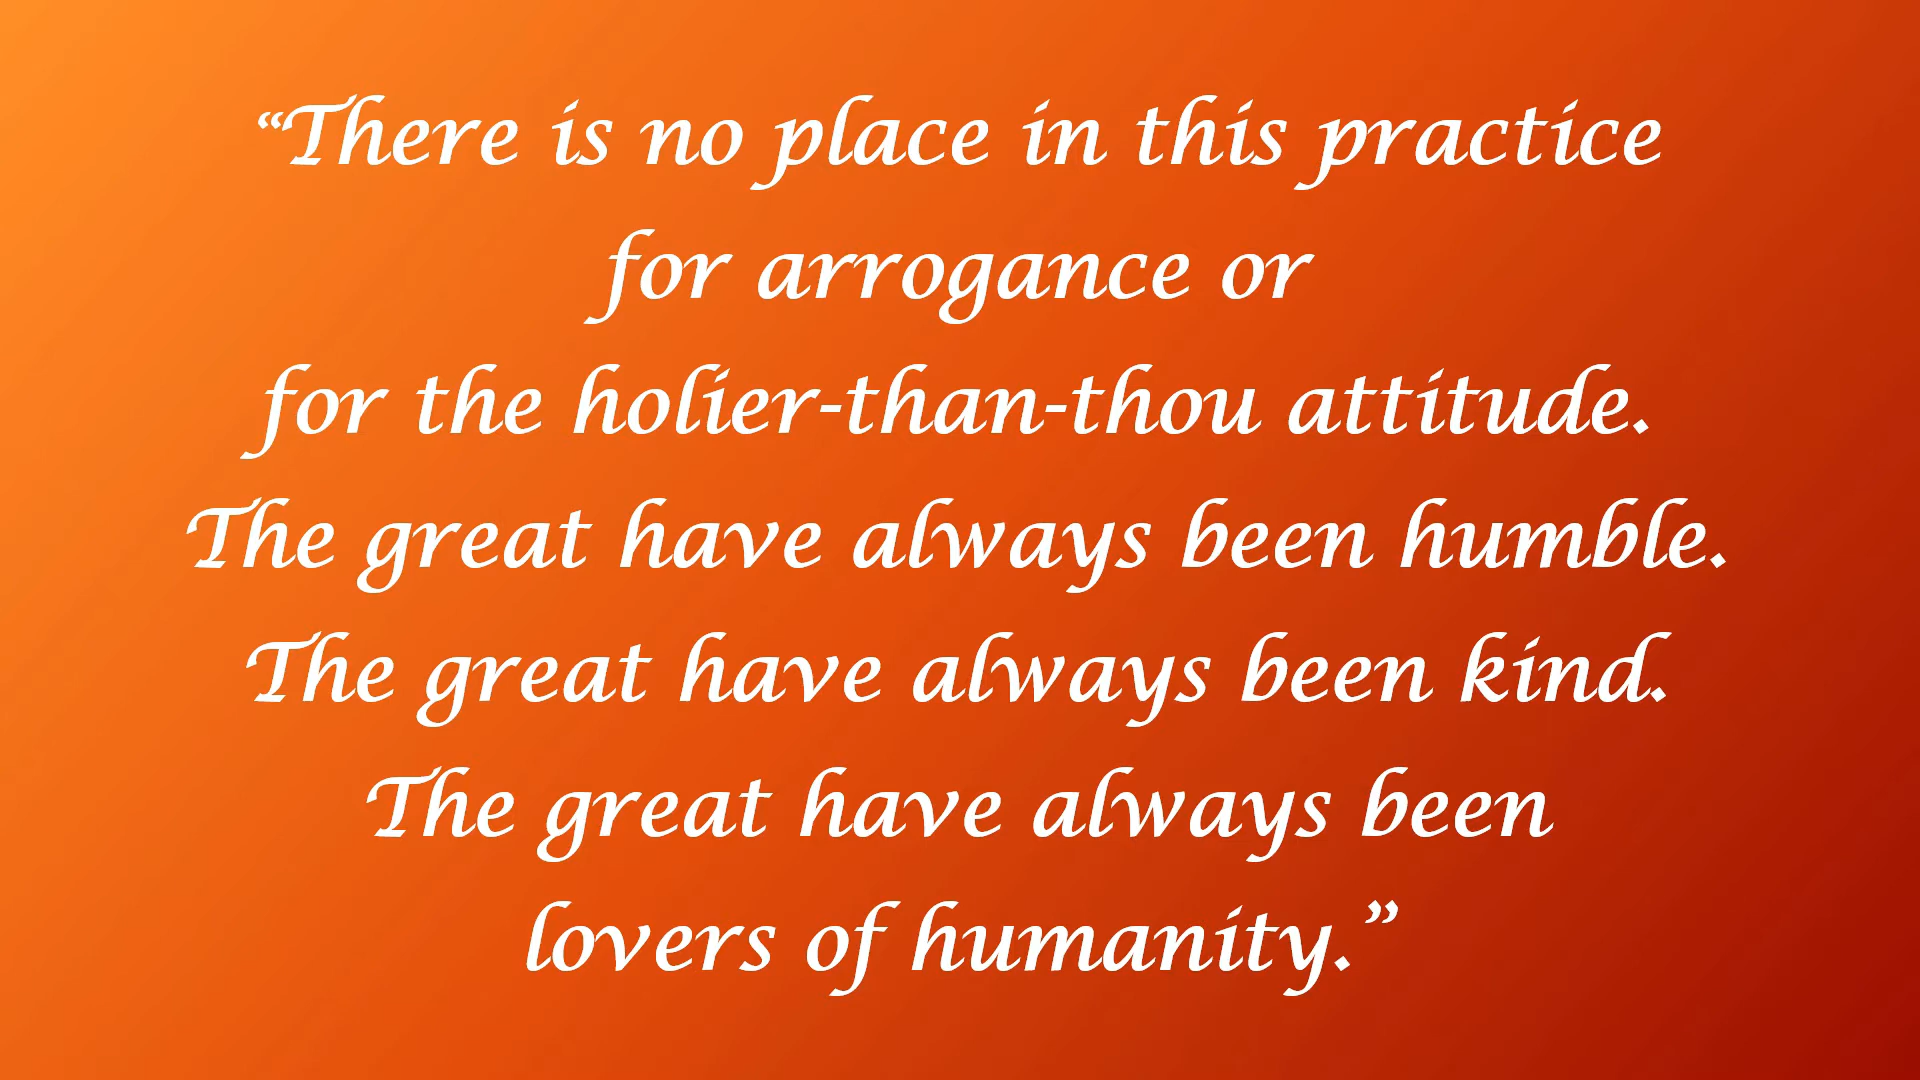 “There is no place in this practice
for arrogance or
for the holier-than-thou attitude.
The great have always been humble.
The great have always been kind.
The great have always been
lovers of humanity.”